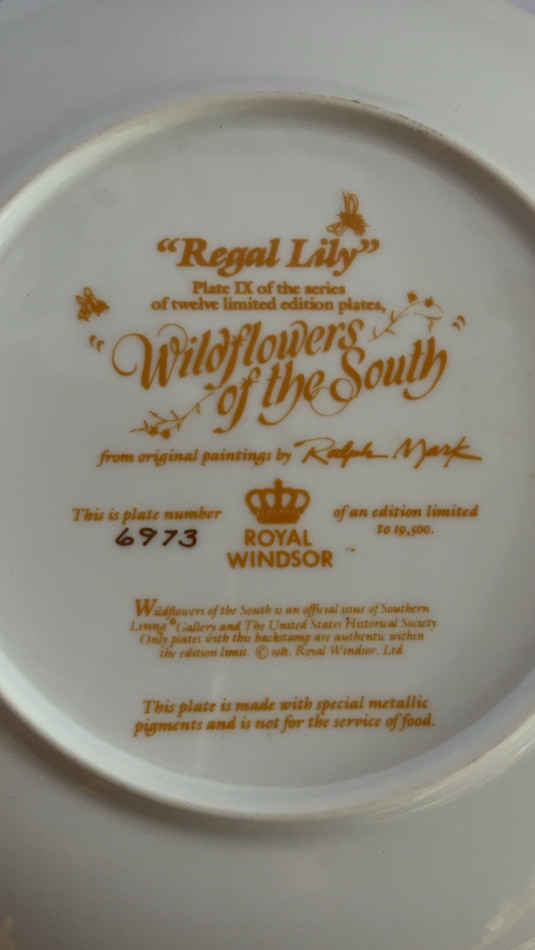 “Regal Lily”
Plate IX of the series
of twelve limited edition plates,
“Wildflowers
of the South”
from original paintings by Ralph Mark
This is plate number
6973
ROYAL
WINDSOR
of an edition limited
to 19,500.
Wildflowers of the South is an official issue of Southern
Living® Gallery and The United States Historical Society
Only plates with this backstamp are authentic within
the edition limit. © Royal Windsor, Ltd
This plate is made with special metallic
pigments and is not for the service of food.